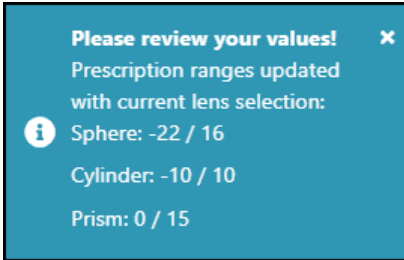 Please review your values!
Prescription ranges updated
with current lens selection:
Sphere: -22 / 16
Cylinder: -10 / 10
Prism: 0 / 15